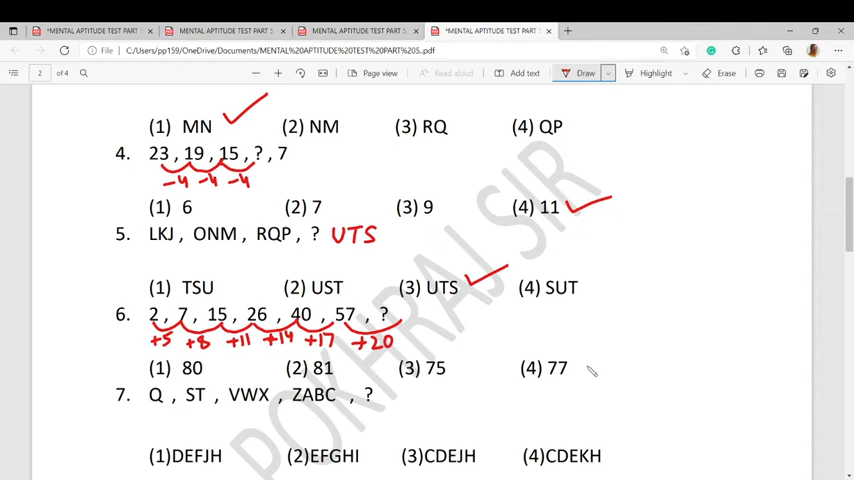 *MENTAL APTITUDE TEST PART 5.pd × MENTAL APTITUDE TEST PART 5.pdf × MENTAL APTITUDE TEST PART 5.pdf × *MENTAL APTITUDE TEST PART 5.pd × +
File C:/Users/pp159/OneDrive/Documents/MENTAL%20APTITUDE%20TEST%20PART%205..pdf
2 of 4 Page view Read aloud Add text Draw Highlight Erase
(1) MN (2) NM (3) RQ (4) QP
4. 23 , 19 , 15 , ? , 7
-4 -4 -4
(1) 6 (2) 7 (3) 9 (4) 11
5. LKJ , ONM , RQP , ? UTS
(1) TSU (2) UST (3) UTS (4) SUT
6. 2 , 7 , 15 , 26 , 40 , 57 , ?
+5 +8 +11 +14 +17 +20
(1) 80 (2) 81 (3) 75 (4) 77
7. Q , ST , VWX , ZABC , ?
(1)DEFJH (2)EFGHI (3)CDEJH (4)CDEKH
POKHRAJ SIR